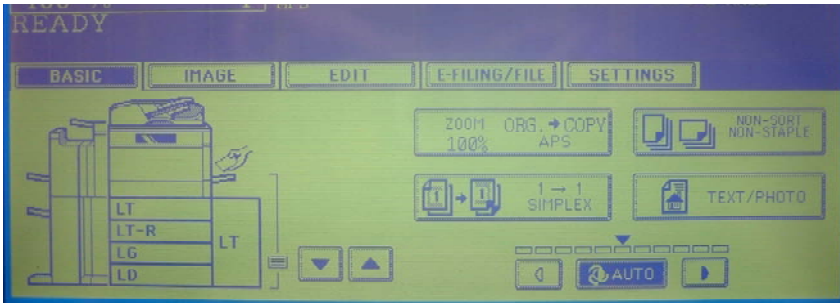 READY
BASIC
IMAGE
EDIT
E-FILING/FILE
SETTINGS
ZOOM ORG.➔COPY
100% APS
NON-SORT
NON-STAPLE
1 → 1
SIMPLEX
TEXT/PHOTO
LT
LT-R
LG
LD
LT
AUTO